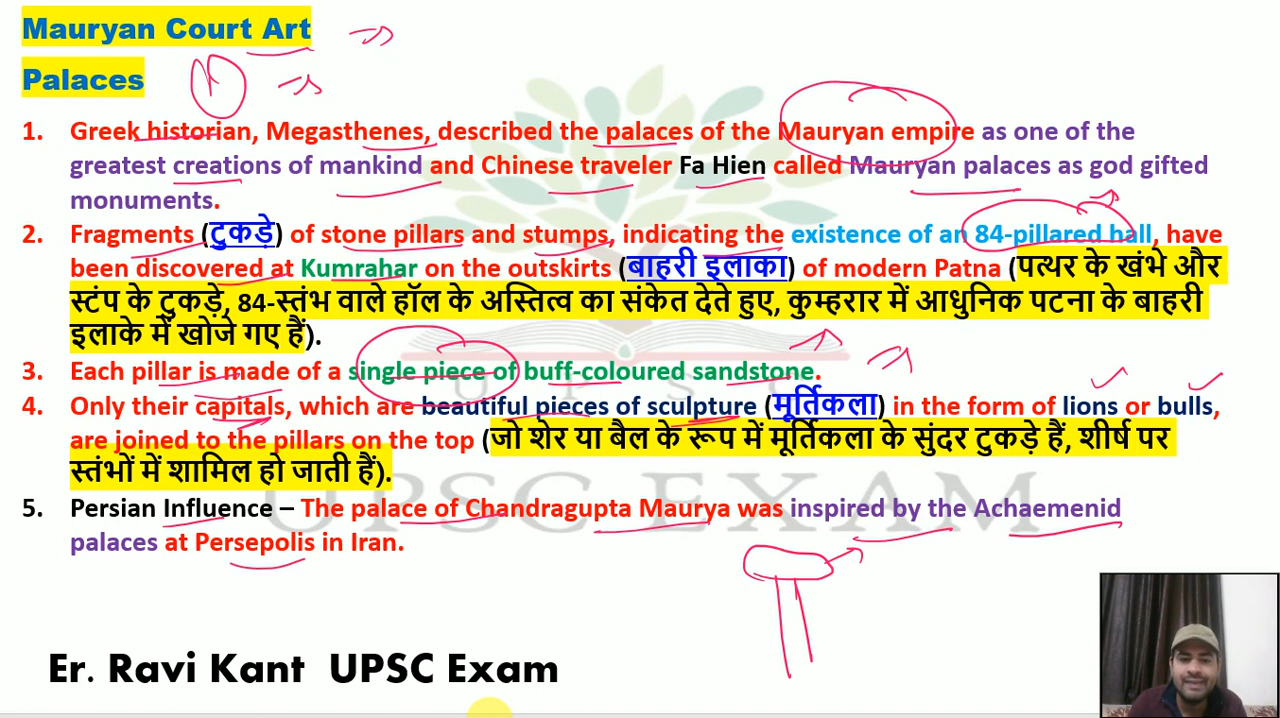 Mauryan Court Art
Palaces
1. Greek historian, Megasthenes, described the palaces of the Mauryan empire as one of the
greatest creations of mankind and Chinese traveler Fa Hien called Mauryan palaces as god gifted
monuments.
2. Fragments (टुकड़े) of stone pillars and stumps, indicating the existence of an 84-pillared hall, have
been discovered at Kumrahar on the outskirts (बाहरी इलाका) of modern Patna (पत्थर के खंभे और
स्टंप के टुकड़े, 84-स्तंभ वाले हॉल के अस्तित्व का संकेत देते हुए, कुम्हरार में आधुनिक पटना के बाहरी
इलाके में खोजे गए हैं).
3. Each pillar is made of a single piece of buff-coloured sandstone.
4. Only their capitals, which are beautiful pieces of sculpture (मूर्तिकला) in the form of lions or bulls,
are joined to the pillars on the top (जो शेर या बैल के रूप में मूर्तिकला के सुंदर टुकड़े हैं, शीर्ष पर
स्तंभों में शामिल हो जाती हैं).
5. Persian Influence – The palace of Chandragupta Maurya was inspired by the Achaemenid
palaces at Persepolis in Iran.
UPSC
UPSC EXAM
Er. Ravi Kant UPSC Exam